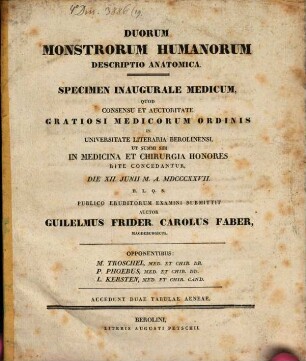 DUORUM
MONSTRORUM HUMANORUM
DESCRIPTIO ANATOMICA.
SPECIMEN INAUGURALE MEDICUM,
QUOD
CONSENSU ET AUCTORITATE
GRATIOSI MEDICORUM ORDINIS
IN
UNIVERSITATE LITERARIA BEROLINENSI,
UT SUMMI SIBI
IN MEDICINA ET CHIRURGIA HONORES
RITE CONCEDANTUR,
DIE XII. JUNII M. A. MDCCCXXVII.
H. L. Q. S.
PUBLICO ERUDITORUM EXAMINI SUBMITTIT
AUCTOR
GUILELMUS FRIDER. CAROLUS FABER,
MAGDEBURGENSIS.
OPPONENTIBUS:
M. TROSCHEL, MED. ET CHIR. DR.
P. PHOEBUS, MED. ET CHIR. DD.
L. KERSTEN, MED. ET CHIR. CAND.
ACCEDUNT DUAE TABULAE AENEAE.
BEROLINI,
LITERIS AUGUSTI PETSCHII.